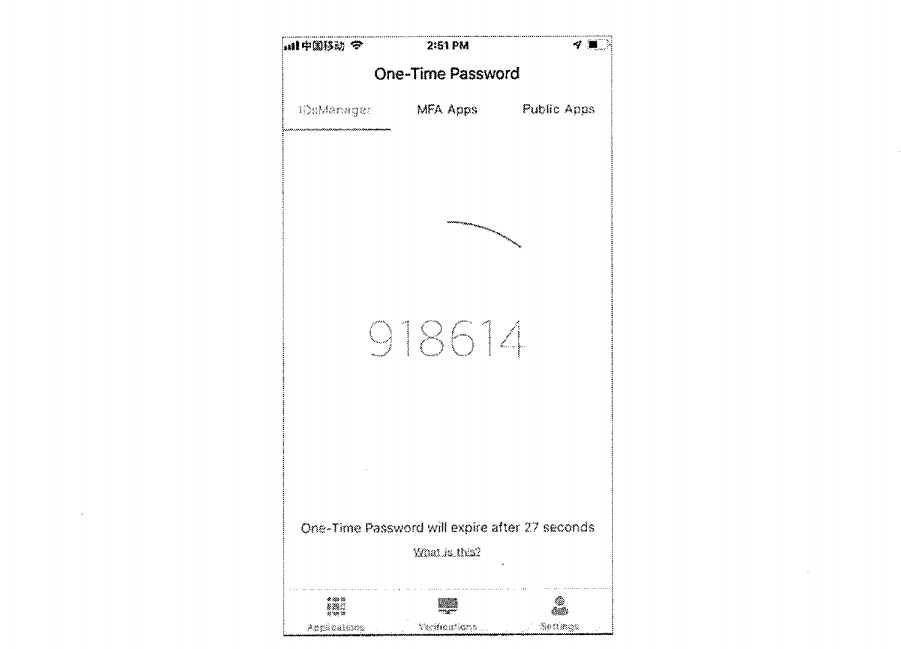 中国移动 2:51 PM
One-Time Password
IDsManager MFA Apps Public Apps
918614
One-Time Password will expire after 27 seconds
What is this?
Applications Verifications Settings